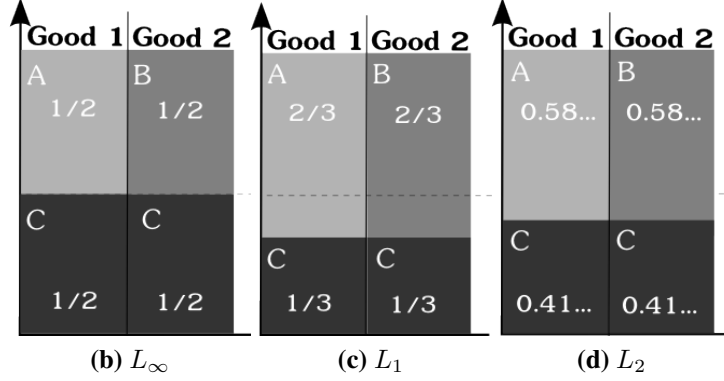 Good 1 Good 2
A B
1/2 1/2
C C
1/2 1/2
(b) L∞
Good 1 Good 2
A B
2/3 2/3
C C
1/3 1/3
(c) L₁
Good 1 Good 2
A B
0.58... 0.58...
C C
0.41... 0.41...
(d) L₂